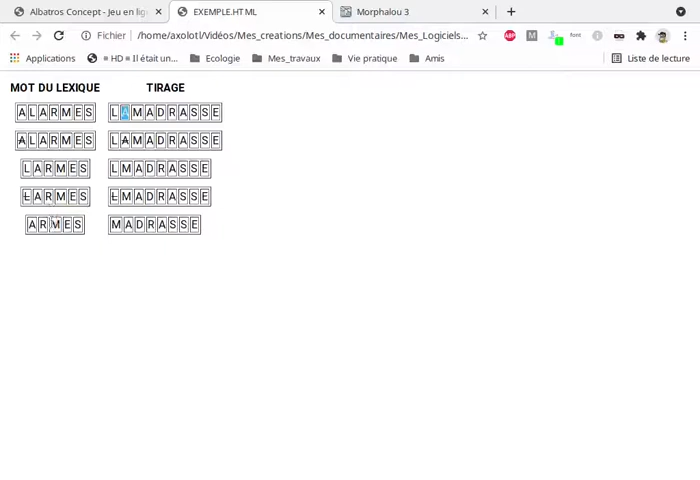 Albatros Concept - Jeu en lig
EXEMPLE.HTML
Morphalou 3
Fichier | /home/axolotl/Vidéos/Mes_creations/Mes_documentaires/Mes_Logiciels...
ABP M font
Applications = HD = Il était un... Ecologie Mes_travaux Vie pratique Amis Liste de lecture
MOT DU LEXIQUE TIRAGE
ALARMES LAMADRASSE
ALARMES LAMADRASSE
LARMES LMADRASSE
LARMES LMADRASSE
ARMES MADRASSE